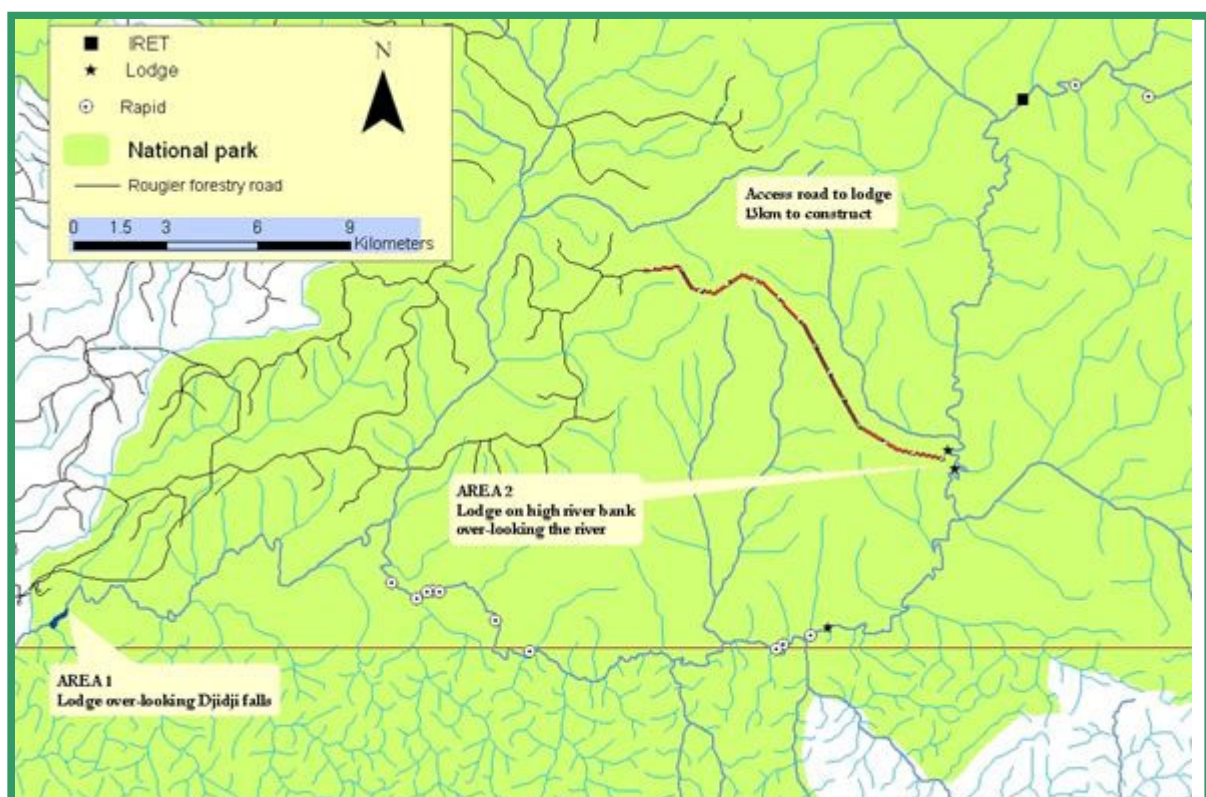 IRET
Lodge
Rapid
National park
Rougier forestry road
N
0 1.5 3 6 9
Kilometers
Access road to lodge
13km to construct
AREA 2
Lodge on high river bank
over-looking the river
AREA 1
Lodge over-looking Djidji falls